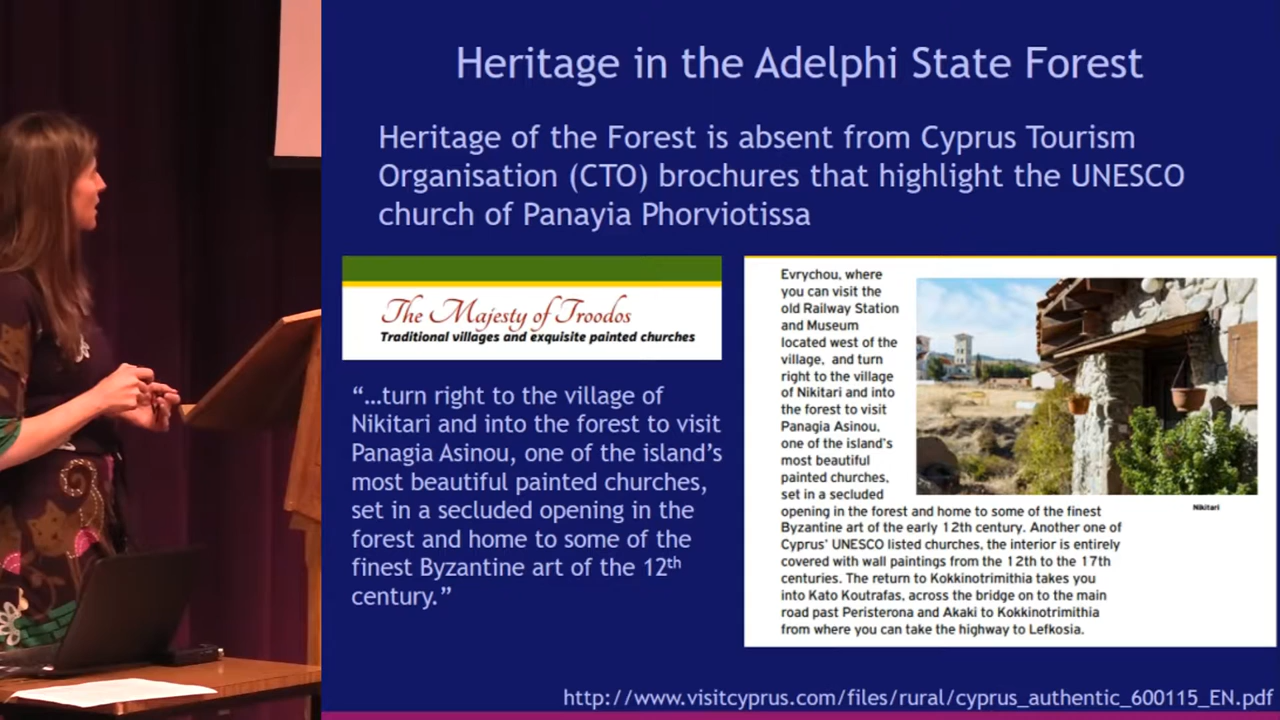 Heritage in the Adelphi State Forest
Heritage of the Forest is absent from Cyprus Tourism
Organisation (CTO) brochures that highlight the UNESCO
church of Panayia Phorviotissa
The Majesty of Troodos
Traditional villages and exquisite painted churches
“…turn right to the village of
Nikitari and into the forest to visit
Panagia Asinou, one of the island’s
most beautiful painted churches,
set in a secluded opening in the
forest and home to some of the
finest Byzantine art of the 12th
century.”
Evrychou, where
you can visit the
old Railway Station
and Museum
located west of the
village, and turn
right to the village
of Nikitari and into
the forest to visit
Panagia Asinou,
one of the island’s
most beautiful
painted churches,
set in a secluded
opening in the forest and home to some of the finest
Byzantine art of the early 12th century. Another one of
Cyprus’ UNESCO listed churches, the interior is entirely
covered with wall paintings from the 12th to the 17th
centuries. The return to Kokkinotrimithia takes you
into Kato Koutrafas, across the bridge on to the main
road past Peristerona and Akaki to Kokkinotrimithia
from where you can take the highway to Lefkosia.
Nikitari
http://www.visitcyprus.com/files/rural/cyprus_authentic_600115_EN.pdf